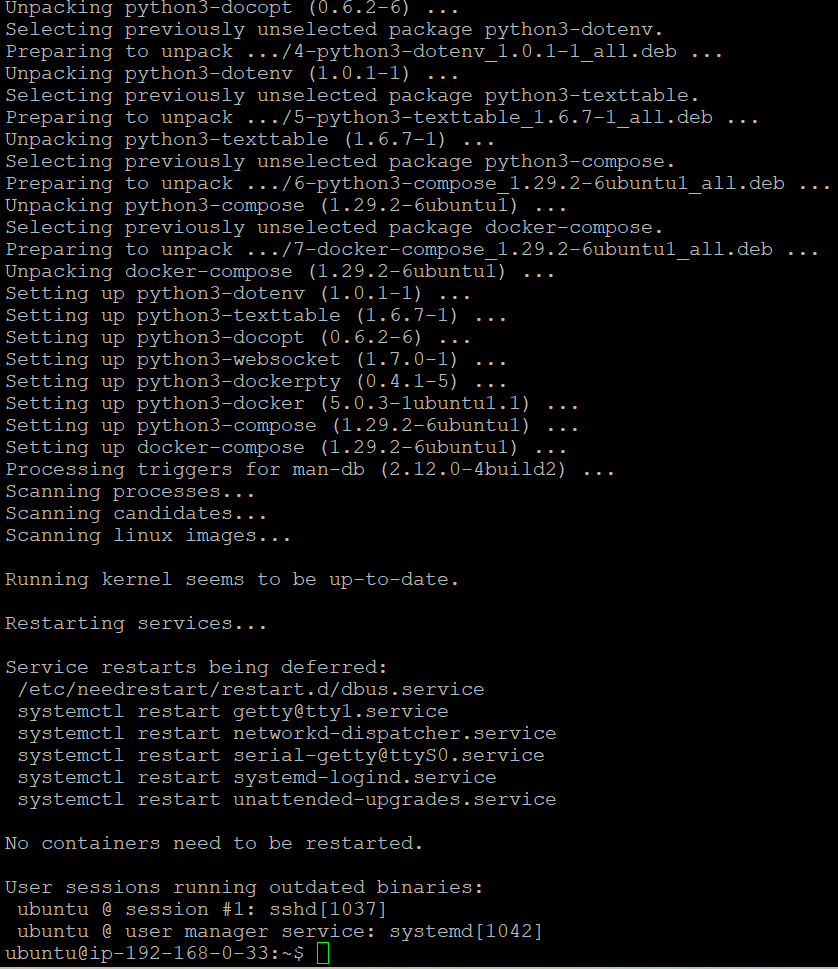 Unpacking python3-docopt (0.6.2-6) ...
Selecting previously unselected package python3-dotenv.
Preparing to unpack .../4-python3-dotenv_1.0.1-1_all.deb ...
Unpacking python3-dotenv (1.0.1-1) ...
Selecting previously unselected package python3-texttable.
Preparing to unpack .../5-python3-texttable_1.6.7-1_all.deb ...
Unpacking python3-texttable (1.6.7-1) ...
Selecting previously unselected package python3-compose.
Preparing to unpack .../6-python3-compose_1.29.2-6ubuntu1_all.deb ...
Unpacking python3-compose (1.29.2-6ubuntu1) ...
Selecting previously unselected package docker-compose.
Preparing to unpack .../7-docker-compose_1.29.2-6ubuntu1_all.deb ...
Unpacking docker-compose (1.29.2-6ubuntu1) ...
Setting up python3-dotenv (1.0.1-1) ...
Setting up python3-texttable (1.6.7-1) ...
Setting up python3-docopt (0.6.2-6) ...
Setting up python3-websocket (1.7.0-1) ...
Setting up python3-dockerpty (0.4.1-5) ...
Setting up python3-docker (5.0.3-1ubuntu1.1) ...
Setting up python3-compose (1.29.2-6ubuntu1) ...
Setting up docker-compose (1.29.2-6ubuntu1) ...
Processing triggers for man-db (2.12.0-4build2) ...
Scanning processes...
Scanning candidates...
Scanning linux images...

Running kernel seems to be up-to-date.

Restarting services...

Service restarts being deferred:
 /etc/needrestart/restart.d/dbus.service
 systemctl restart getty@tty1.service
 systemctl restart networkd-dispatcher.service
 systemctl restart serial-getty@ttyS0.service
 systemctl restart systemd-logind.service
 systemctl restart unattended-upgrades.service

No containers need to be restarted.

User sessions running outdated binaries:
 ubuntu @ session #1: sshd[1037]
 ubuntu @ user manager service: systemd[1042]
ubuntu@ip-192-168-0-33:~$